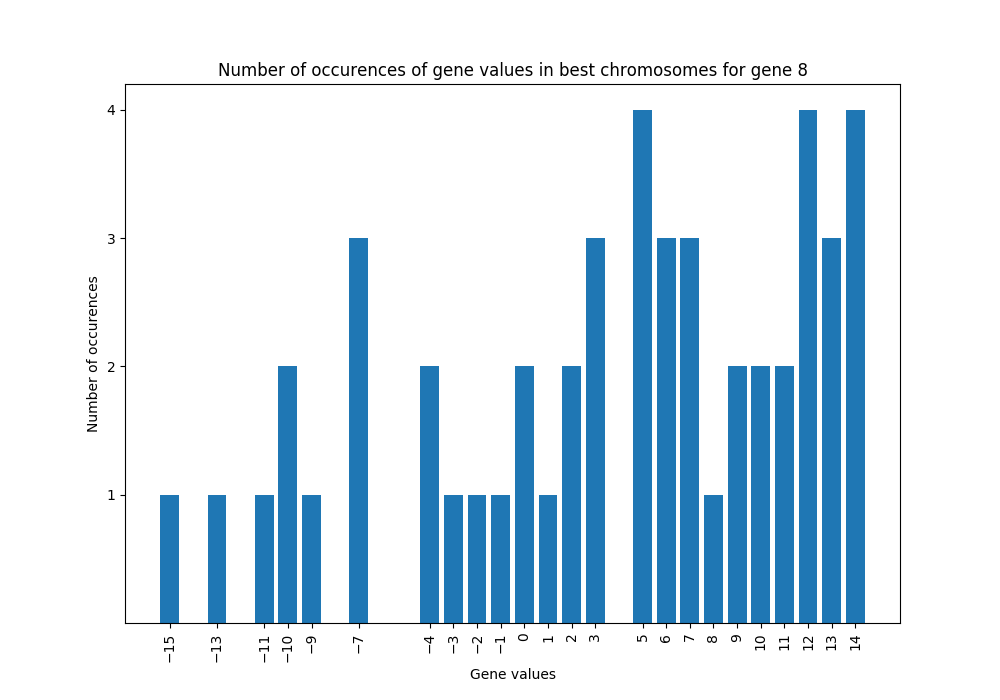 Number of occurences of gene values in best chromosomes for gene 8
4
3
2
1
Number of occurences
−15 −13 −11 −10 −9 −7 −4 −3 −2 −1 0 1 2 3 5 6 7 8 9 10 11 12 13 14
Gene values